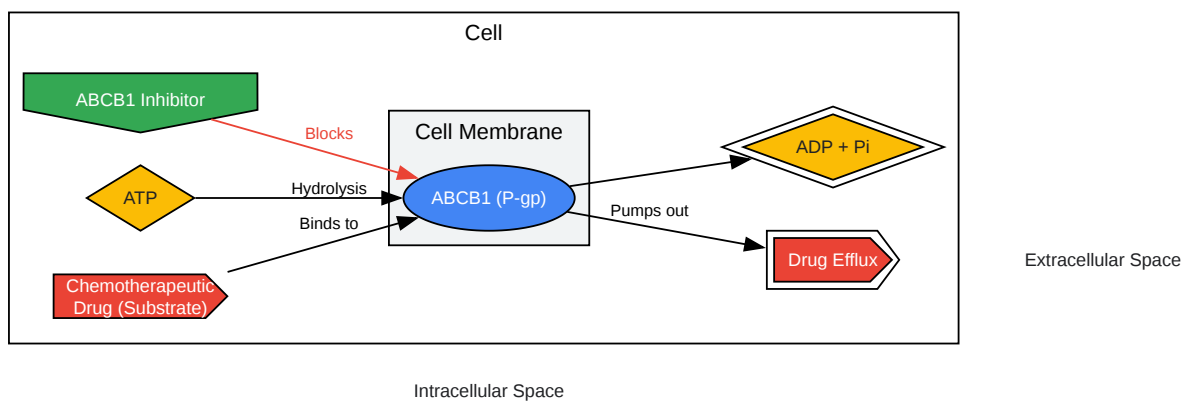 Cell
ABCB1 Inhibitor
Blocks
Cell Membrane
ADP + Pi
ATP
Hydrolysis
ABCB1 (P-gp)
Binds to
Pumps out
Chemotherapeutic
Drug (Substrate)
Drug Efflux
Extracellular Space
Intracellular Space